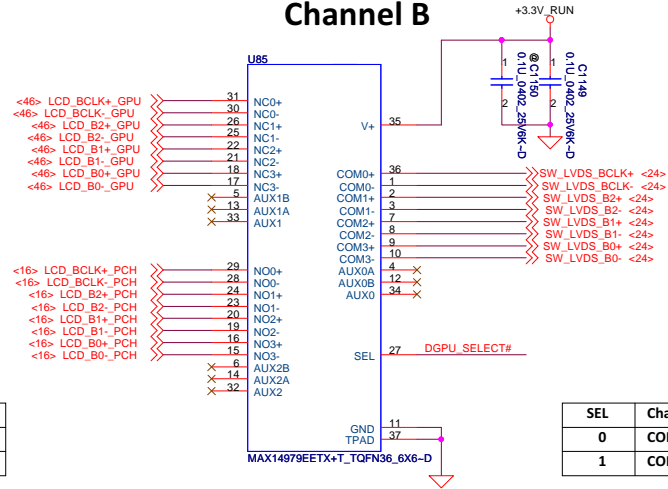 Channel B
+3.3V_RUN
U85
C1149
0.1U_0402_25V6K~D
@C1150
0.1U_0402_25V6K~D
1
2
1
2
<46> LCD_BCLK+_GPU 31 NC0+
<46> LCD_BCLK-_GPU 30 NC0-
<46> LCD_B2+_GPU 26 NC1+
<46> LCD_B2-_GPU 25 NC1-
<46> LCD_B1+_GPU 22 NC2+
<46> LCD_B1-_GPU 21 NC2-
<46> LCD_B0+_GPU 18 NC3+
<46> LCD_B0-_GPU 17 NC3-
5 AUX1B
13 AUX1A
33 AUX1
V+ 35
COM0+ 36 SW_LVDS_BCLK+ <24>
COM0- 1 SW_LVDS_BCLK- <24>
COM1+ 2 SW_LVDS_B2+ <24>
COM1- 3 SW_LVDS_B2- <24>
COM2+ 7 SW_LVDS_B1+ <24>
COM2- 8 SW_LVDS_B1- <24>
COM3+ 9 SW_LVDS_B0+ <24>
COM3- 10 SW_LVDS_B0- <24>
AUX0A 4
AUX0B 12
AUX0 34
<16> LCD_BCLK+_PCH 29 NO0+
<16> LCD_BCLK-_PCH 28 NO0-
<16> LCD_B2+_PCH 24 NO1+
<16> LCD_B2-_PCH 23 NO1-
<16> LCD_B1+_PCH 20 NO2+
<16> LCD_B1-_PCH 19 NO2-
<16> LCD_B0+_PCH 16 NO3+
<16> LCD_B0-_PCH 15 NO3-
6 AUX2B
14 AUX2A
32 AUX2
SEL 27 DGPU_SELECT#
GND 11
TPAD 37
MAX14979EETX+T_TQFN36_6X6~D
SEL
0
1